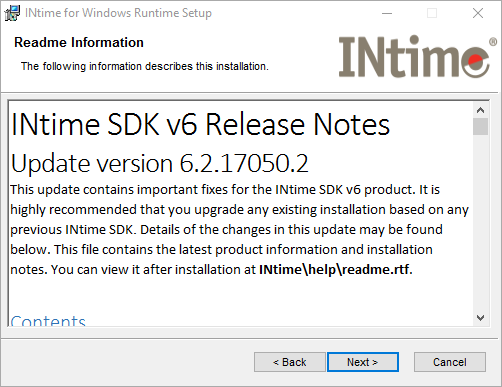 INtime for Windows Runtime Setup
Readme Information
The following information describes this installation.
INtime®
INtime SDK v6 Release Notes
Update version 6.2.17050.2
This update contains important fixes for the INtime SDK v6 product. It is
highly recommended that you upgrade any existing installation based on any
previous INtime SDK. Details of the changes in this update may be found
below. This file contains the latest product information and installation
notes. You can view it after installation at INtime\help\readme.rtf.
Contents
< Back
Next >
Cancel